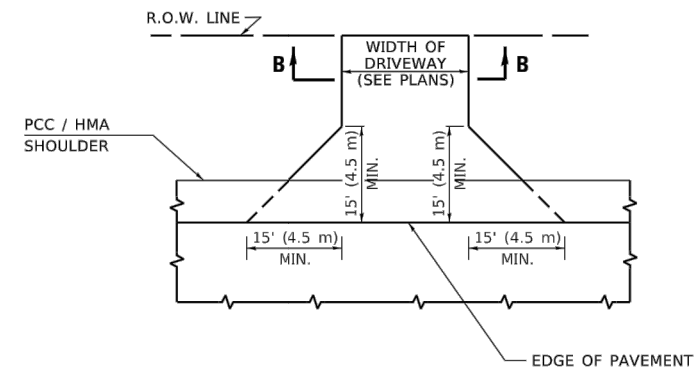 R.O.W. LINE
B
WIDTH OF
DRIVEWAY
(SEE PLANS)
B
PCC / HMA
SHOULDER
15' (4.5 m)
MIN.
15' (4.5 m)
MIN.
15' (4.5 m)
MIN.
15' (4.5 m)
MIN.
EDGE OF PAVEMENT